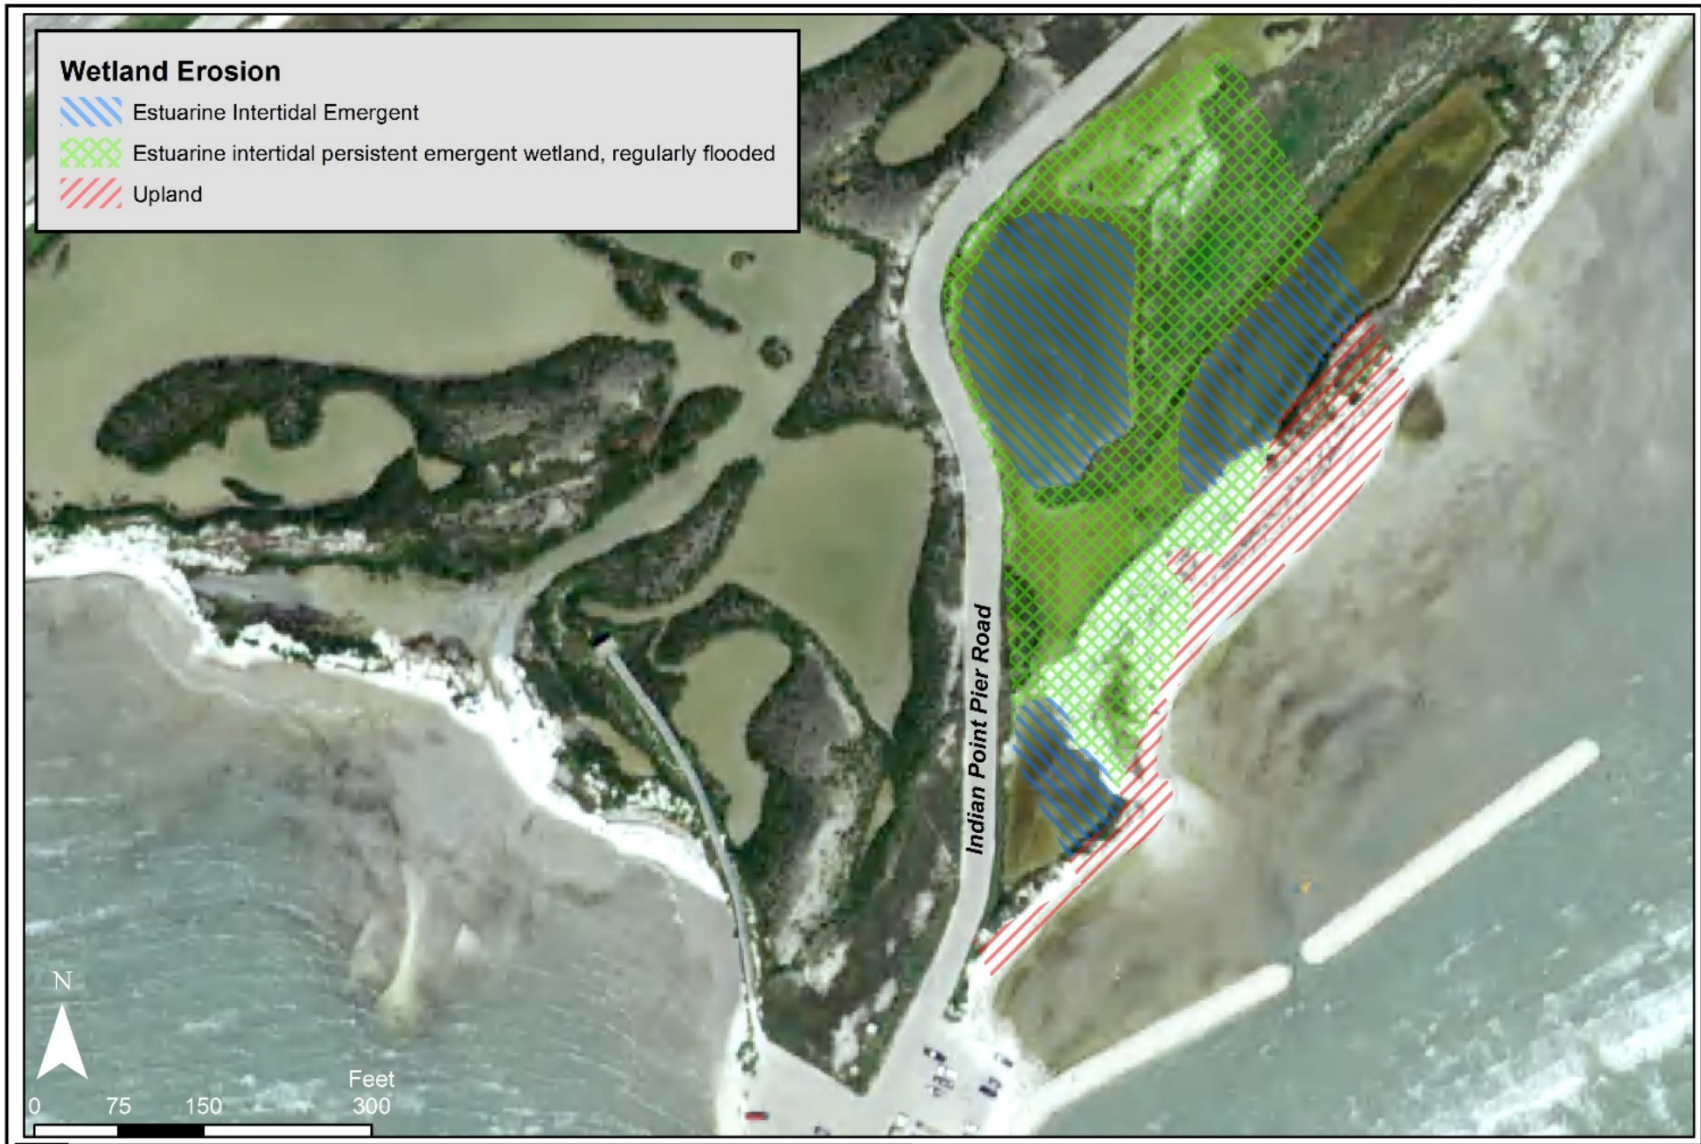 Wetland Erosion
Estuarine Intertidal Emergent
Estuarine intertidal persistent emergent wetland, regularly flooded
Upland
Indian Point Pier Road
N
Feet
0 75 150 300